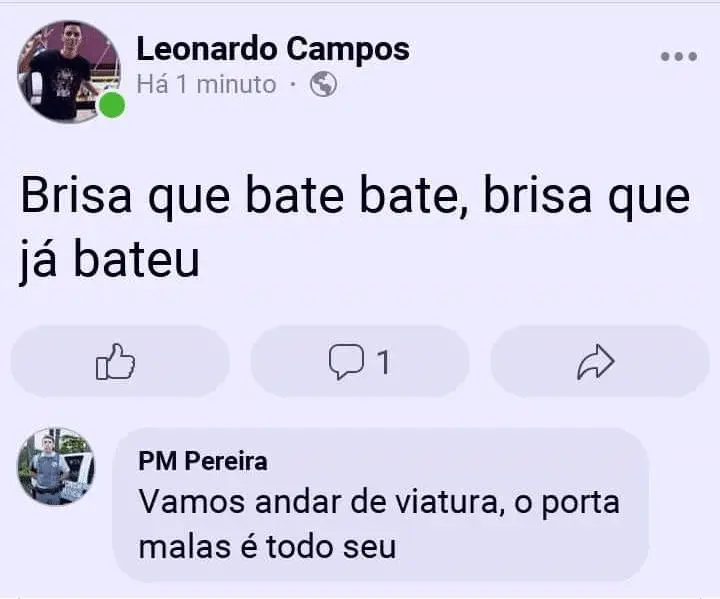 Leonardo Campos
Há 1 minuto ·
Brisa que bate bate, brisa que
já bateu
1
PM Pereira
Vamos andar de viatura, o porta
malas é todo seu